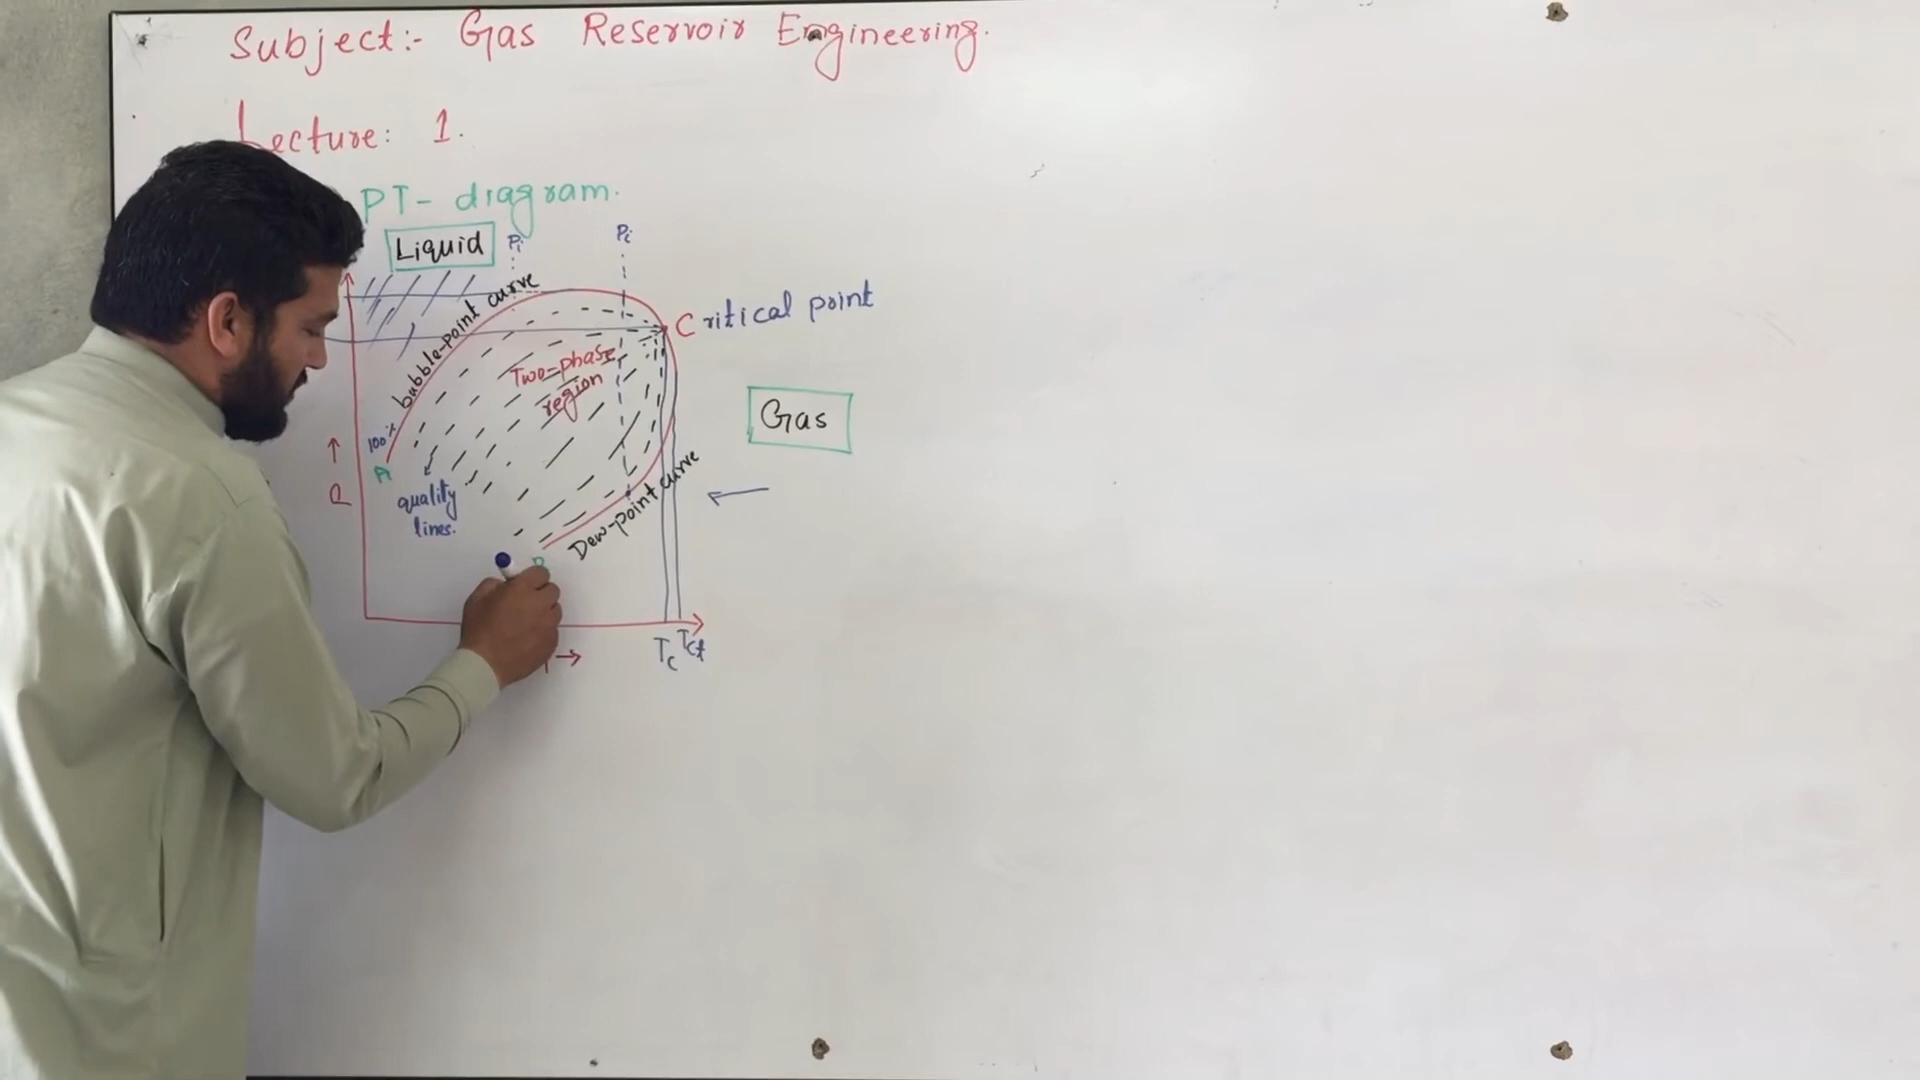 Subject:- Gas Reservoir Engineering.
Lecture: 1.
PT- diagram.
Liquid
Pi
Pi
bubble-point curve
Critical point
Two-phase
region
Gas
100%
A
P
quality
lines.
Dew-point curve
B
Tc Tct
T